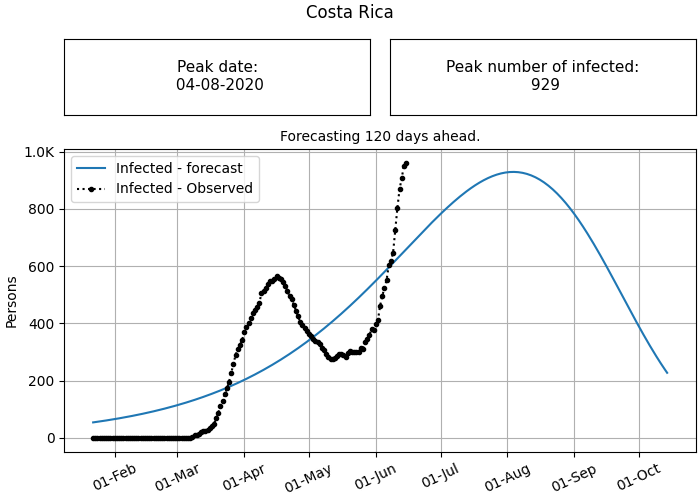 Costa Rica
Peak date:
04-08-2020
Peak number of infected:
929
Forecasting 120 days ahead.
Infected - forecast
Infected - Observed
Persons
1.0K
800
600
400
200
0
01-Feb
01-Mar
01-Apr
01-May
01-Jun
01-Jul
01-Aug
01-Sep
01-Oct